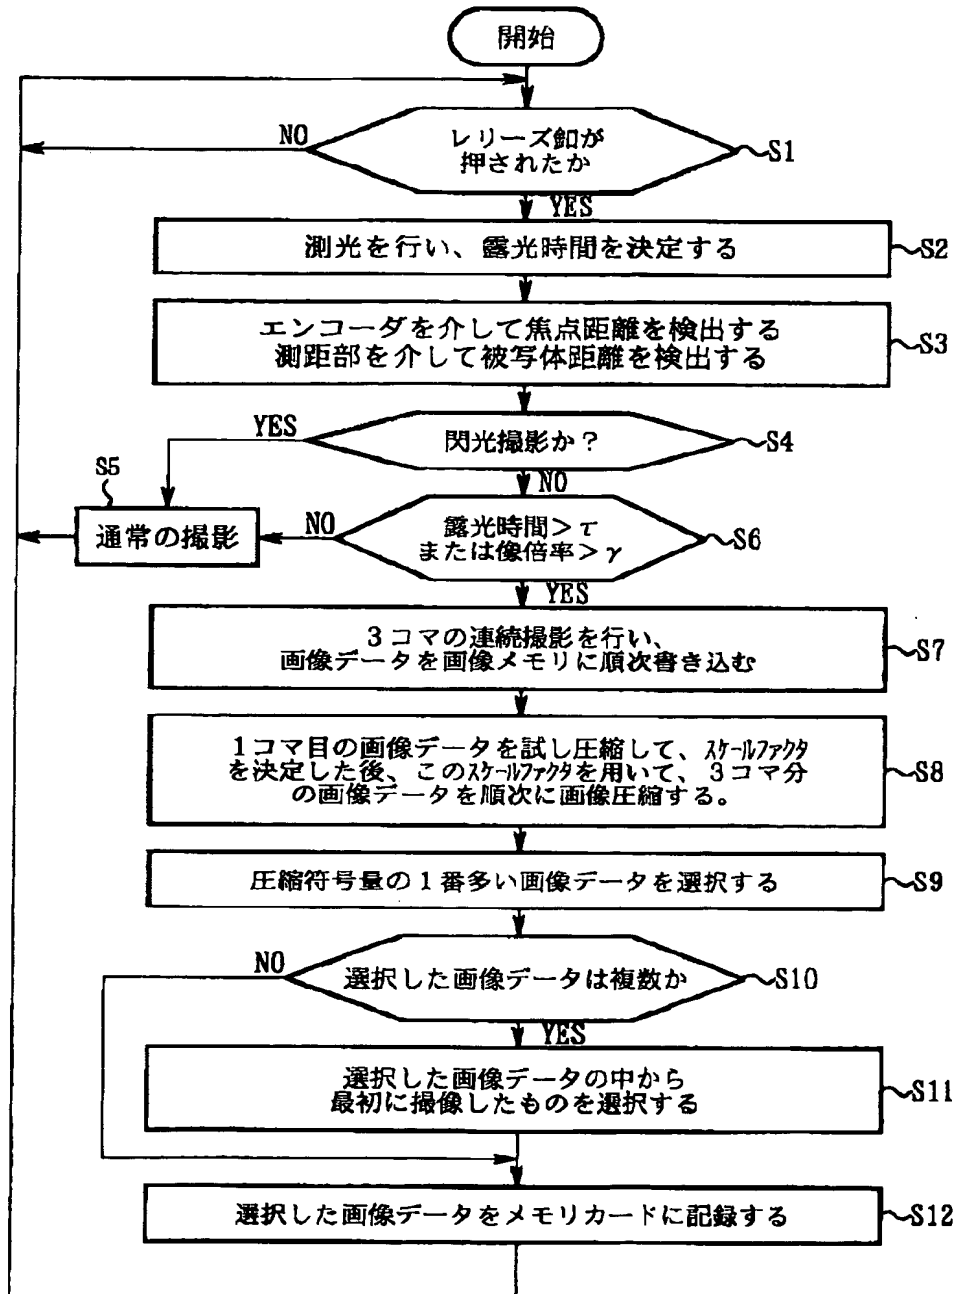 開始
NO
レリーズ釦が
押されたか
S1
YES
測光を行い、露光時間を決定する
S2
エンコーダを介して焦点距離を検出する
測距部を介して被写体距離を検出する
S3
YES
閃光撮影か？
S4
NO
S5
通常の撮影
NO
露光時間＞τ
または像倍率＞γ
S6
YES
３コマの連続撮影を行い、
画像データを画像メモリに順次書き込む
S7
１コマ目の画像データを試し圧縮して、スケールファクタ
を決定した後、このスケールファクタを用いて、３コマ分
の画像データを順次に画像圧縮する。
S8
圧縮符号量の１番多い画像データを選択する
S9
NO
選択した画像データは複数か
S10
YES
選択した画像データの中から
最初に撮像したものを選択する
S11
選択した画像データをメモリカードに記録する
S12